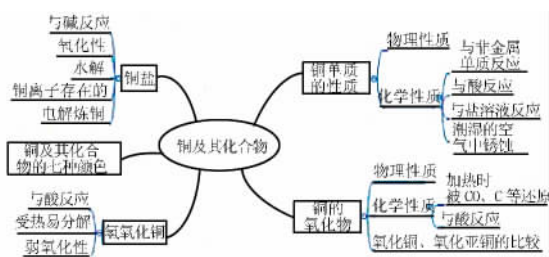 与碱反应
氧化性
水解
铜离子存在的
电解炼铜
铜盐
铜及其化合
物的七种颜色
与酸反应
受热易分解
弱氧化性
氢氧化铜
铜及其化合物
铜单质
的性质
物理性质
化学性质
与非金属
单质反应
与酸反应
与盐溶液反应
潮湿的空
气中锈蚀
铜的
氧化物
物理性质
化学性质
加热时
被CO、C等还原
与酸反应
氧化铜、氧化亚铜的比较